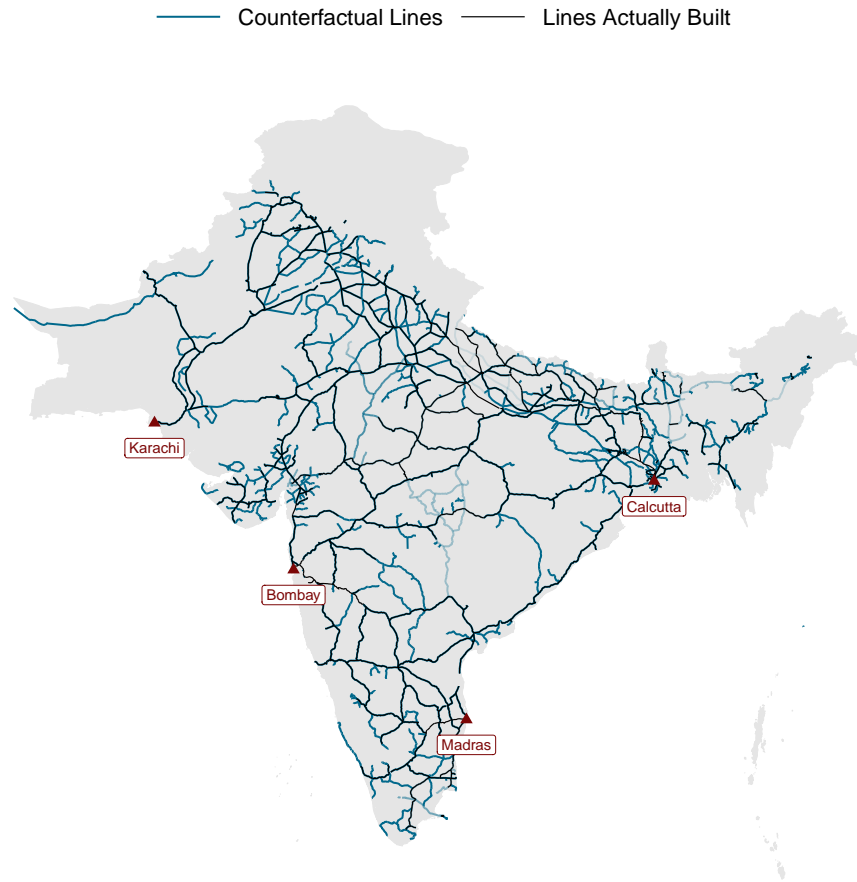 Counterfactual Lines Lines Actually Built
Karachi
Calcutta
Bombay
Madras